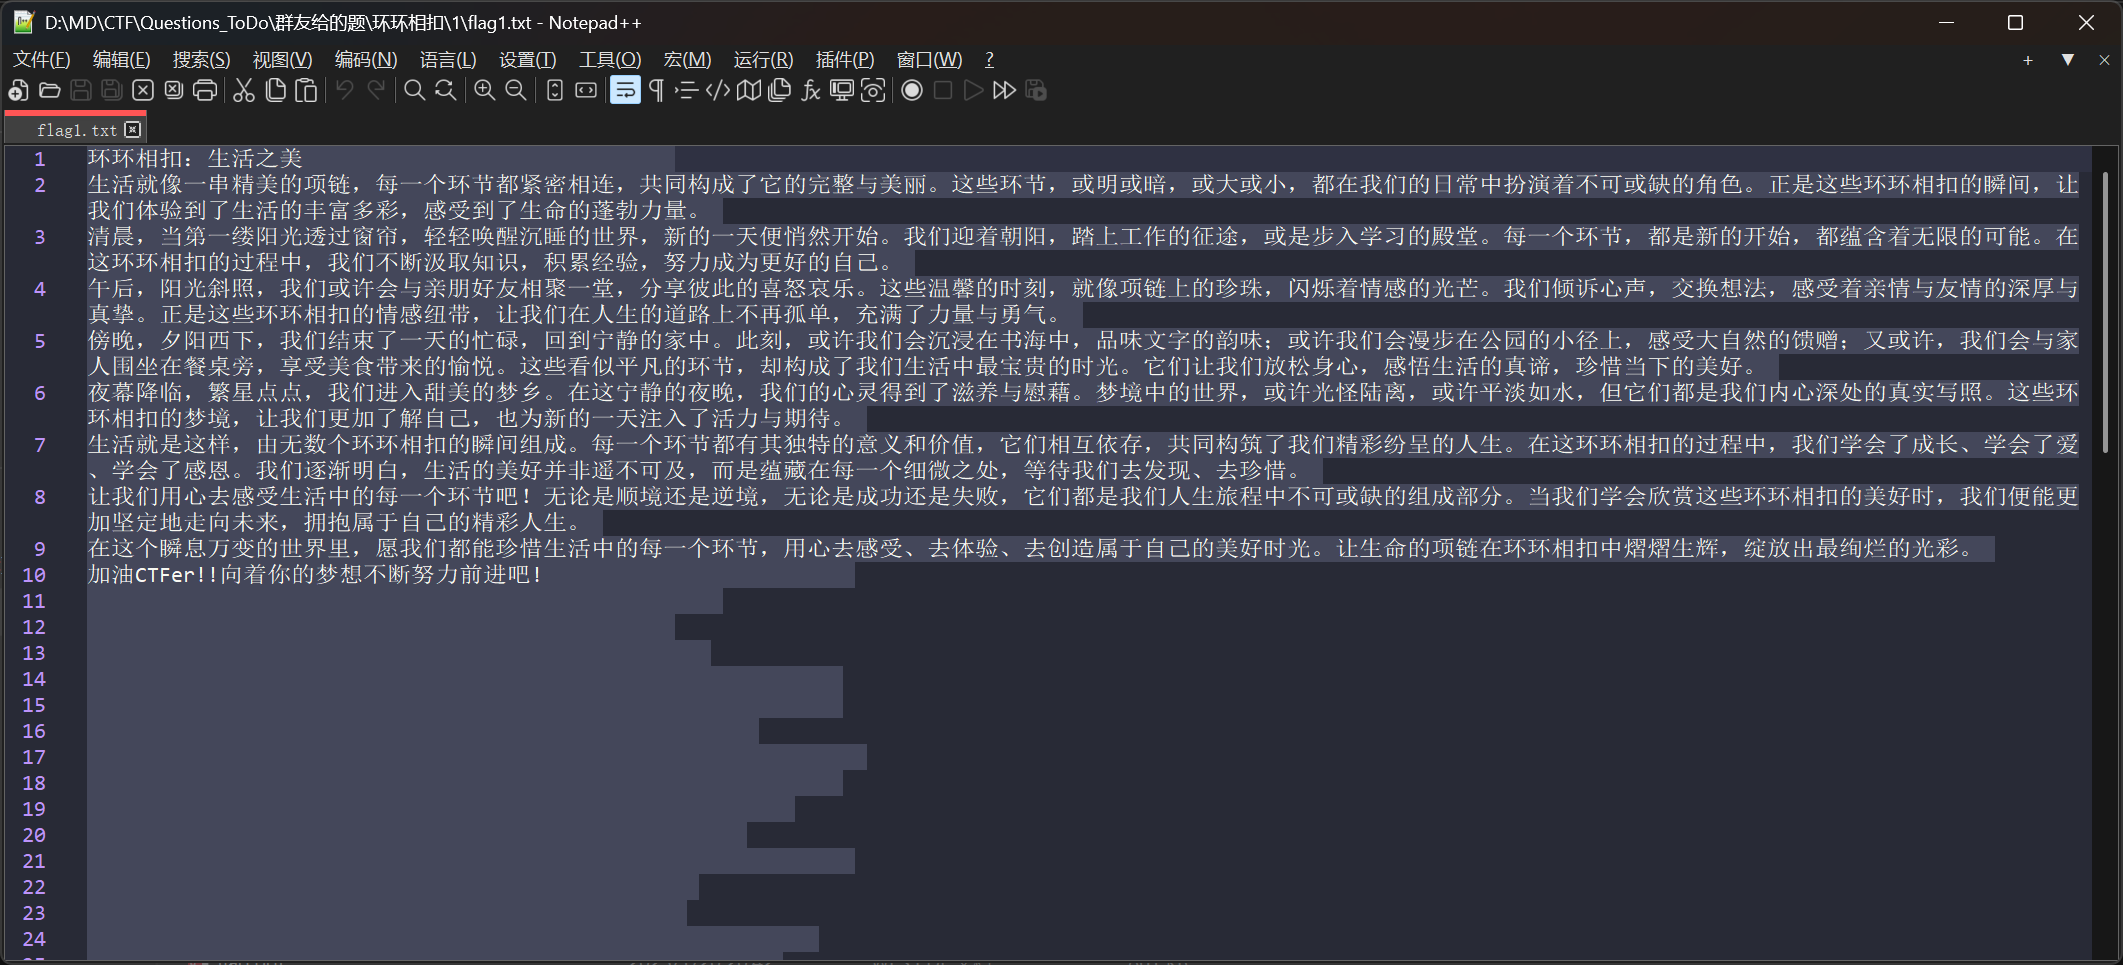 D:\MD\CTF\Questions_ToDo\群友给的题\环环相扣\1\flag1.txt - Notepad++
文件(F) 编辑(E) 搜索(S) 视图(V) 编码(N) 语言(L) 设置(T) 工具(O) 宏(M) 运行(R) 插件(P) 窗口(W) ?
flag1.txt
1 环环相扣：生活之美
2 生活就像一串精美的项链，每一个环节都紧密相连，共同构成了它的完整与美丽。这些环节，或明或暗，或大或小，都在我们的日常中扮演着不可或缺的角色。正是这些环环相扣的瞬间，让
我们体验到了生活的丰富多彩，感受到了生命的蓬勃力量。
3 清晨，当第一缕阳光透过窗帘，轻轻唤醒沉睡的世界，新的一天便悄然开始。我们迎着朝阳，踏上工作的征途，或是步入学习的殿堂。每一个环节，都是新的开始，都蕴含着无限的可能。在
这环环相扣的过程中，我们不断汲取知识，积累经验，努力成为更好的自己。
4 午后，阳光斜照，我们或许会与亲朋好友相聚一堂，分享彼此的喜怒哀乐。这些温馨的时刻，就像项链上的珍珠，闪烁着情感的光芒。我们倾诉心声，交换想法，感受着亲情与友情的深厚与
真挚。正是这些环环相扣的情感纽带，让我们在人生的道路上不再孤单，充满了力量与勇气。
5 傍晚，夕阳西下，我们结束了一天的忙碌，回到宁静的家中。此刻，或许我们会沉浸在书海中，品味文字的韵味；或许我们会漫步在公园的小径上，感受大自然的馈赠；又或许，我们会与家
人围坐在餐桌旁，享受美食带来的愉悦。这些看似平凡的环节，却构成了我们生活中最宝贵的时光。它们让我们放松身心，感悟生活的真谛，珍惜当下的美好。
6 夜幕降临，繁星点点，我们进入甜美的梦乡。在这宁静的夜晚，我们的心灵得到了滋养与慰藉。梦境中的世界，或许光怪陆离，或许平淡如水，但它们都是我们内心深处的真实写照。这些环
环相扣的梦境，让我们更加了解自己，也为新的一天注入了活力与期待。
7 生活就是这样，由无数个环环相扣的瞬间组成。每一个环节都有其独特的意义和价值，它们相互依存，共同构筑了我们精彩纷呈的人生。在这环环相扣的过程中，我们学会了成长、学会了爱
、学会了感恩。我们逐渐明白，生活的美好并非遥不可及，而是蕴藏在每一个细微之处，等待我们去发现、去珍惜。
8 让我们用心去感受生活中的每一个环节吧！无论是顺境还是逆境，无论是成功还是失败，它们都是我们人生旅程中不可或缺的组成部分。当我们学会欣赏这些环环相扣的美好时，我们便能更
加坚定地走向未来，拥抱属于自己的精彩人生。
9 在这个瞬息万变的世界里，愿我们都能珍惜生活中的每一个环节，用心去感受、去体验、去创造属于自己的美好时光。让生命的项链在环环相扣中熠熠生辉，绽放出最绚烂的光彩。
10 加油CTFer!!向着你的梦想不断努力前进吧!
11
12
13
14
15
16
17
18
19
20
21
22
23
24